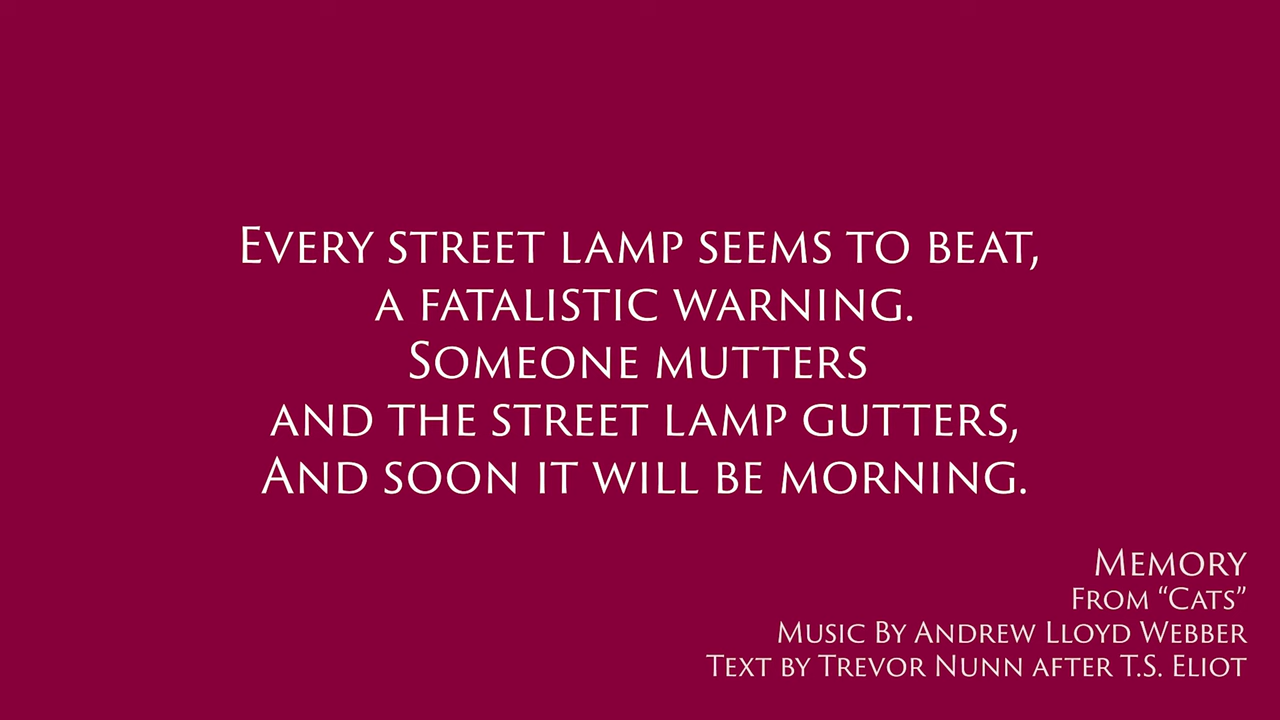 Every street lamp seems to beat,
a fatalistic warning.
Someone mutters
and the street lamp gutters,
And soon it will be morning.
Memory
From “Cats”
Music By Andrew Lloyd Webber
Text by Trevor Nunn after T.S. Eliot